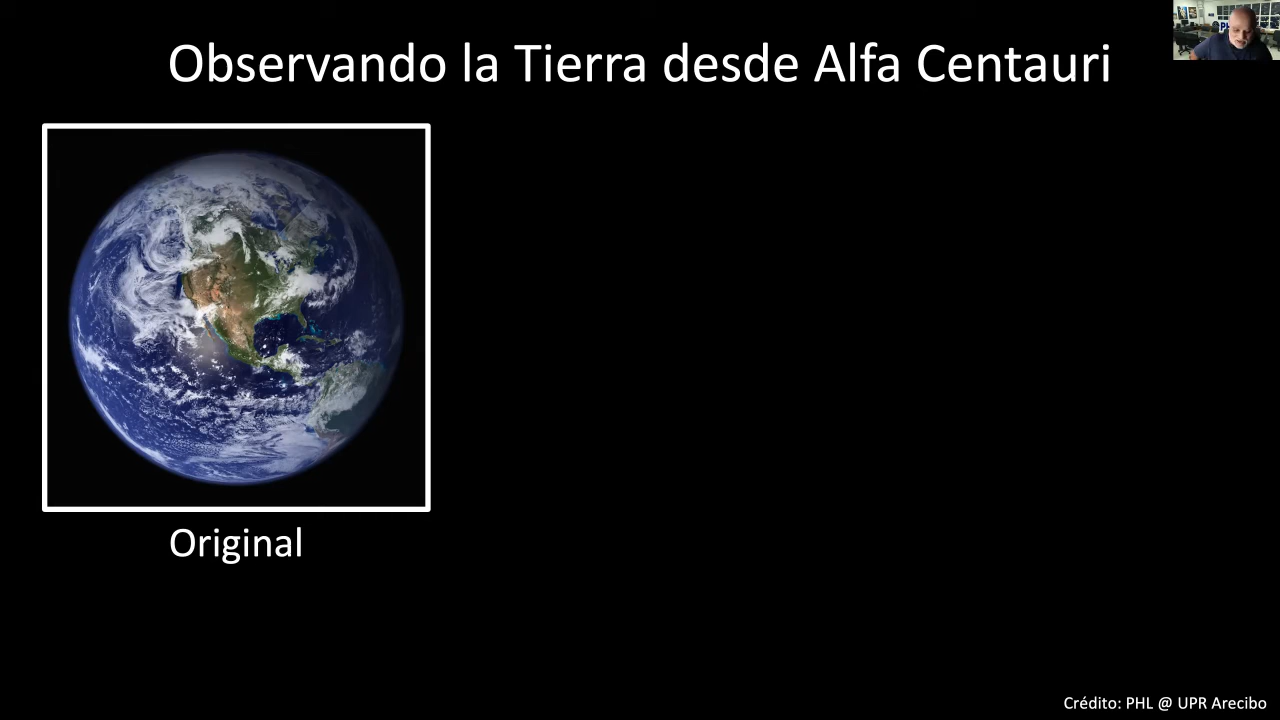 Observando la Tierra desde Alfa Centauri
Original
Crédito: PHL @ UPR Arecibo